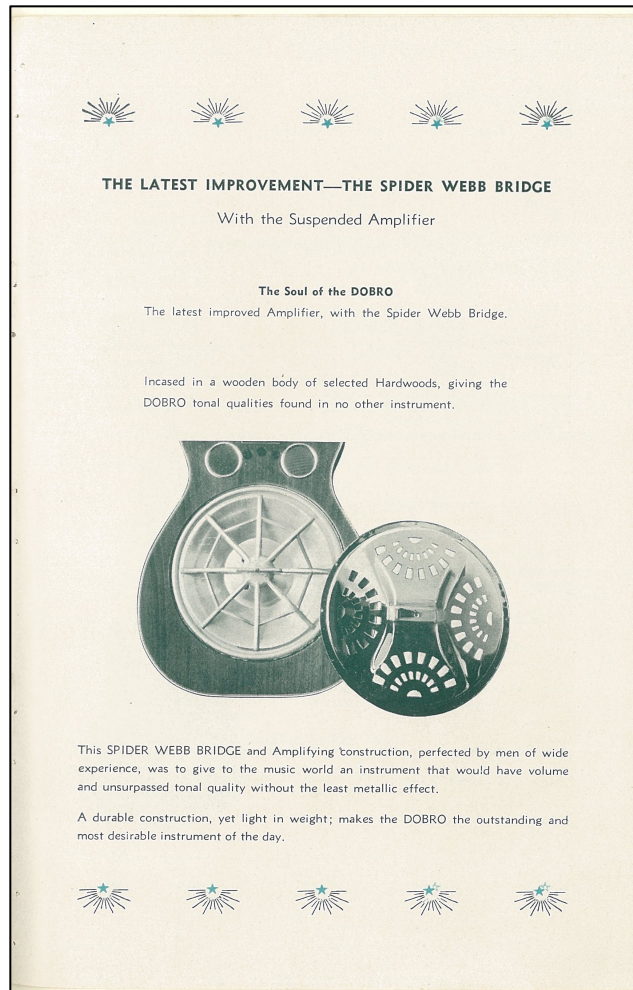 THE LATEST IMPROVEMENT—THE SPIDER WEBB BRIDGE
With the Suspended Amplifier
The Soul of the DOBRO
The latest improved Amplifier, with the Spider Webb Bridge.
Incased in a wooden body of selected Hardwoods, giving the
DOBRO tonal qualities found in no other instrument.
This SPIDER WEBB BRIDGE and Amplifying construction, perfected by men of wide
experience, was to give to the music world an instrument that would have volume
and unsurpassed tonal quality without the least metallic effect.
A durable construction, yet light in weight; makes the DOBRO the outstanding and
most desirable instrument of the day.